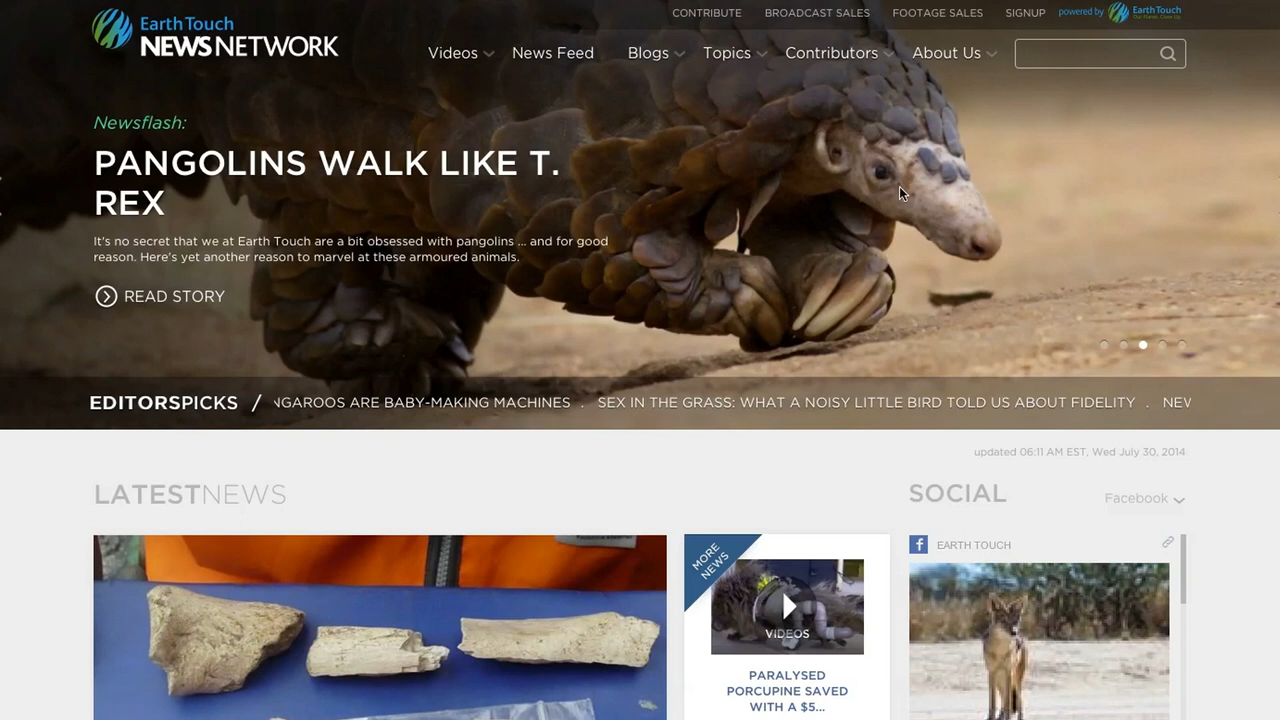 CONTRIBUTE BROADCAST SALES FOOTAGE SALES SIGNUP powered by EarthTouch
EarthTouch
NEWS NETWORK
Videos News Feed Blogs Topics Contributors About Us
Newsflash:
PANGOLINS WALK LIKE T.
REX
It's no secret that we at Earth Touch are a bit obsessed with pangolins ... and for good
reason. Here's yet another reason to marvel at these armoured animals.
READ STORY
EDITORSPICKS / NGAROOS ARE BABY-MAKING MACHINES . SEX IN THE GRASS: WHAT A NOISY LITTLE BIRD TOLD US ABOUT FIDELITY . NEW
updated 06:11 AM EST, Wed July 30, 2014
LATESTNEWS
SOCIAL
Facebook
MORE
NEWS
VIDEOS
PARALYSED
PORCUPINE SAVED
WITH A $5...
EARTH TOUCH